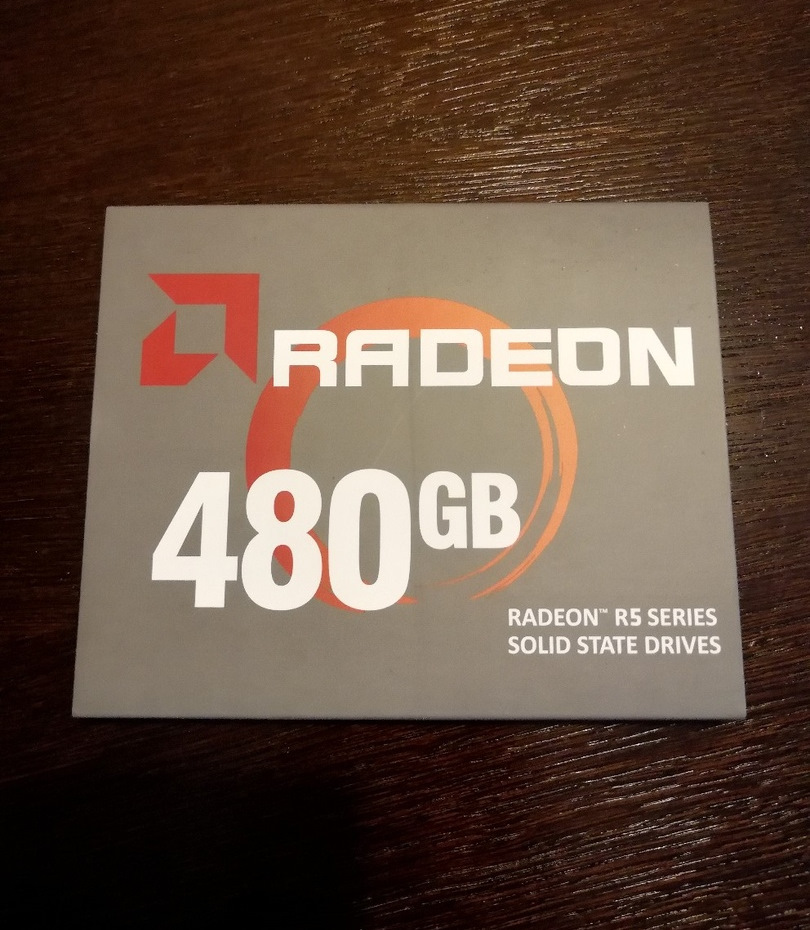 RADEON
480GB
RADEON™ R5 SERIES
SOLID STATE DRIVES